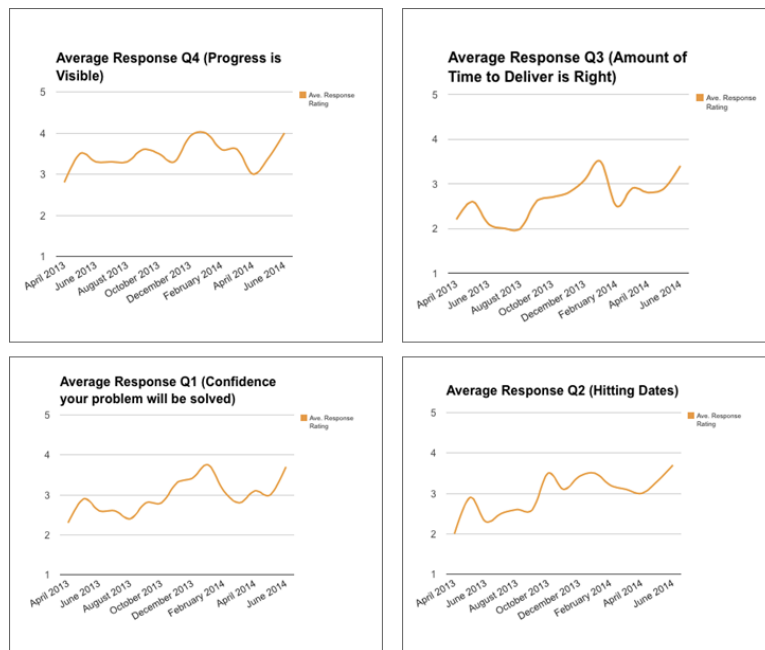 Average Response Q4 (Progress is
Visible)
Ave. Response
Rating
5
4
3
2
1
April 2013
June 2013
August 2013
October 2013
December 2013
February 2014
April 2014
June 2014
Average Response Q3 (Amount of
Time to Deliver is Right)
Ave. Response
Rating
5
4
3
2
1
April 2013
June 2013
August 2013
October 2013
December 2013
February 2014
April 2014
June 2014
Average Response Q1 (Confidence
your problem will be solved)
Ave. Response
Rating
5
4
3
2
1
April 2013
June 2013
August 2013
October 2013
December 2013
February 2014
April 2014
June 2014
Average Response Q2 (Hitting Dates)
Ave. Response
Rating
5
4
3
2
1
April 2013
June 2013
August 2013
October 2013
December 2013
February 2014
April 2014
June 2014